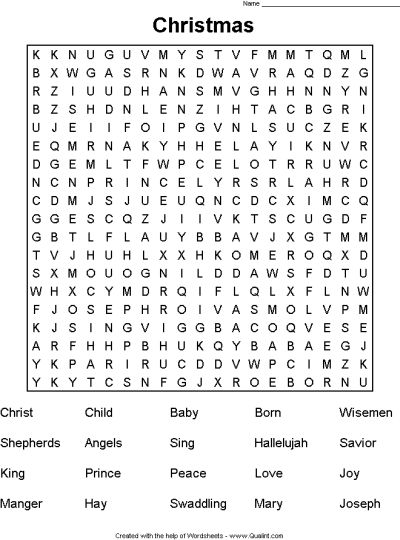 Name
Christmas
K K N U G U V M Y S T V F M M T Q M L
B X W G A S R N K D W A V R A Q D Z G
R Z I U U D H A N S M V G H H N N Y N
B Z S H D N L E N Z I H T A C B G R I
U J E I I F O I P G V N L S U C Z E K
E Q M R N A K Y H H E L A Y I K N V R
D G E M L T F W P C E L O T R R U W C
N C N P R I N C E L Y R S R L A H R D
C D M J S J U E U Q N C D C X I M C Q
G G E S C Q Z J I I V K T S C U G D F
G B T L F L A U Y B B A V J X G T M M
T V J H U H L X X H K O M E R O Q X D
S X M O U O G N I L D D A W S F D T U
W H X C Y M D R Q I F L Q L X F L N W
F J O S E P H R O I V A S M O L V P M
K J S I N G V I G G B A C O Q V E S E
A R F H H P B H U K Q Y B A B A E G J
Y K P A R I R U C D D V W P C I M Z K
Y K Y T C S N F G J X R O E B O R N U
Christ Child Baby Born Wisemen
Shepherds Angels Sing Hallelujah Savior
King Prince Peace Love Joy
Manger Hay Swaddling Mary Joseph
Created with the help of Wordsheets - www.Qualint.com